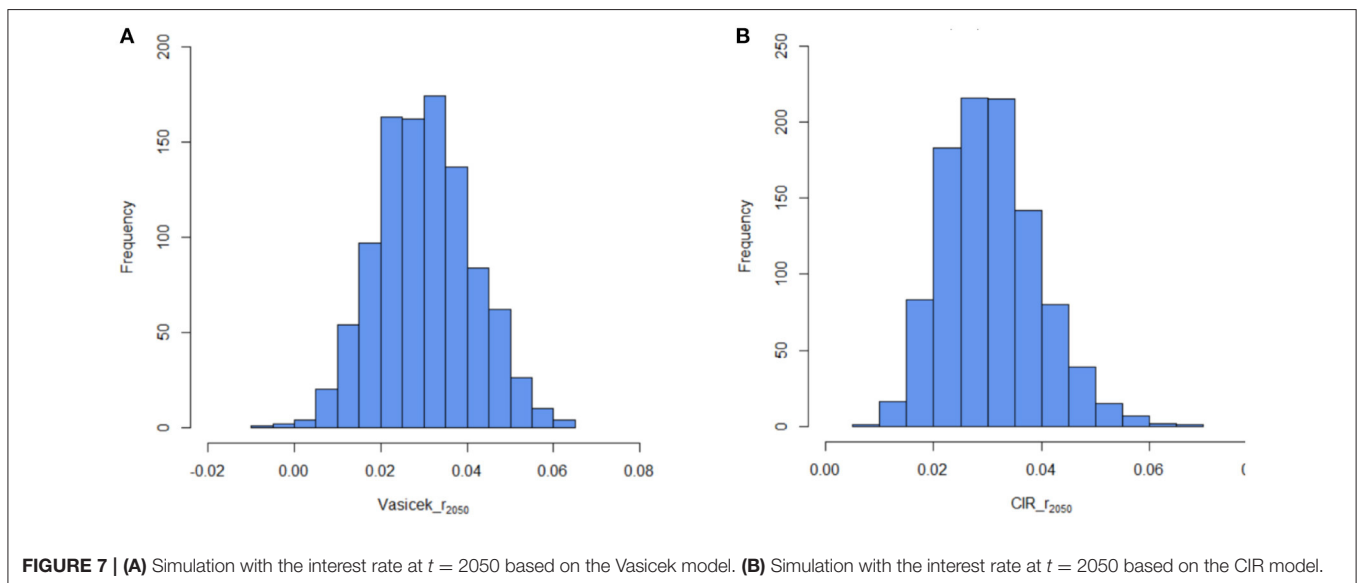 A
200
150
100
50
0
Frequency
-0.02 0.00 0.02 0.04 0.06 0.08
Vasicek_r2050
B
250
200
150
100
50
0
Frequency
0.00 0.02 0.04 0.06
CIR_r2050
FIGURE 7 | (A) Simulation with the interest rate at t = 2050 based on the Vasicek model. (B) Simulation with the interest rate at t = 2050 based on the CIR model.